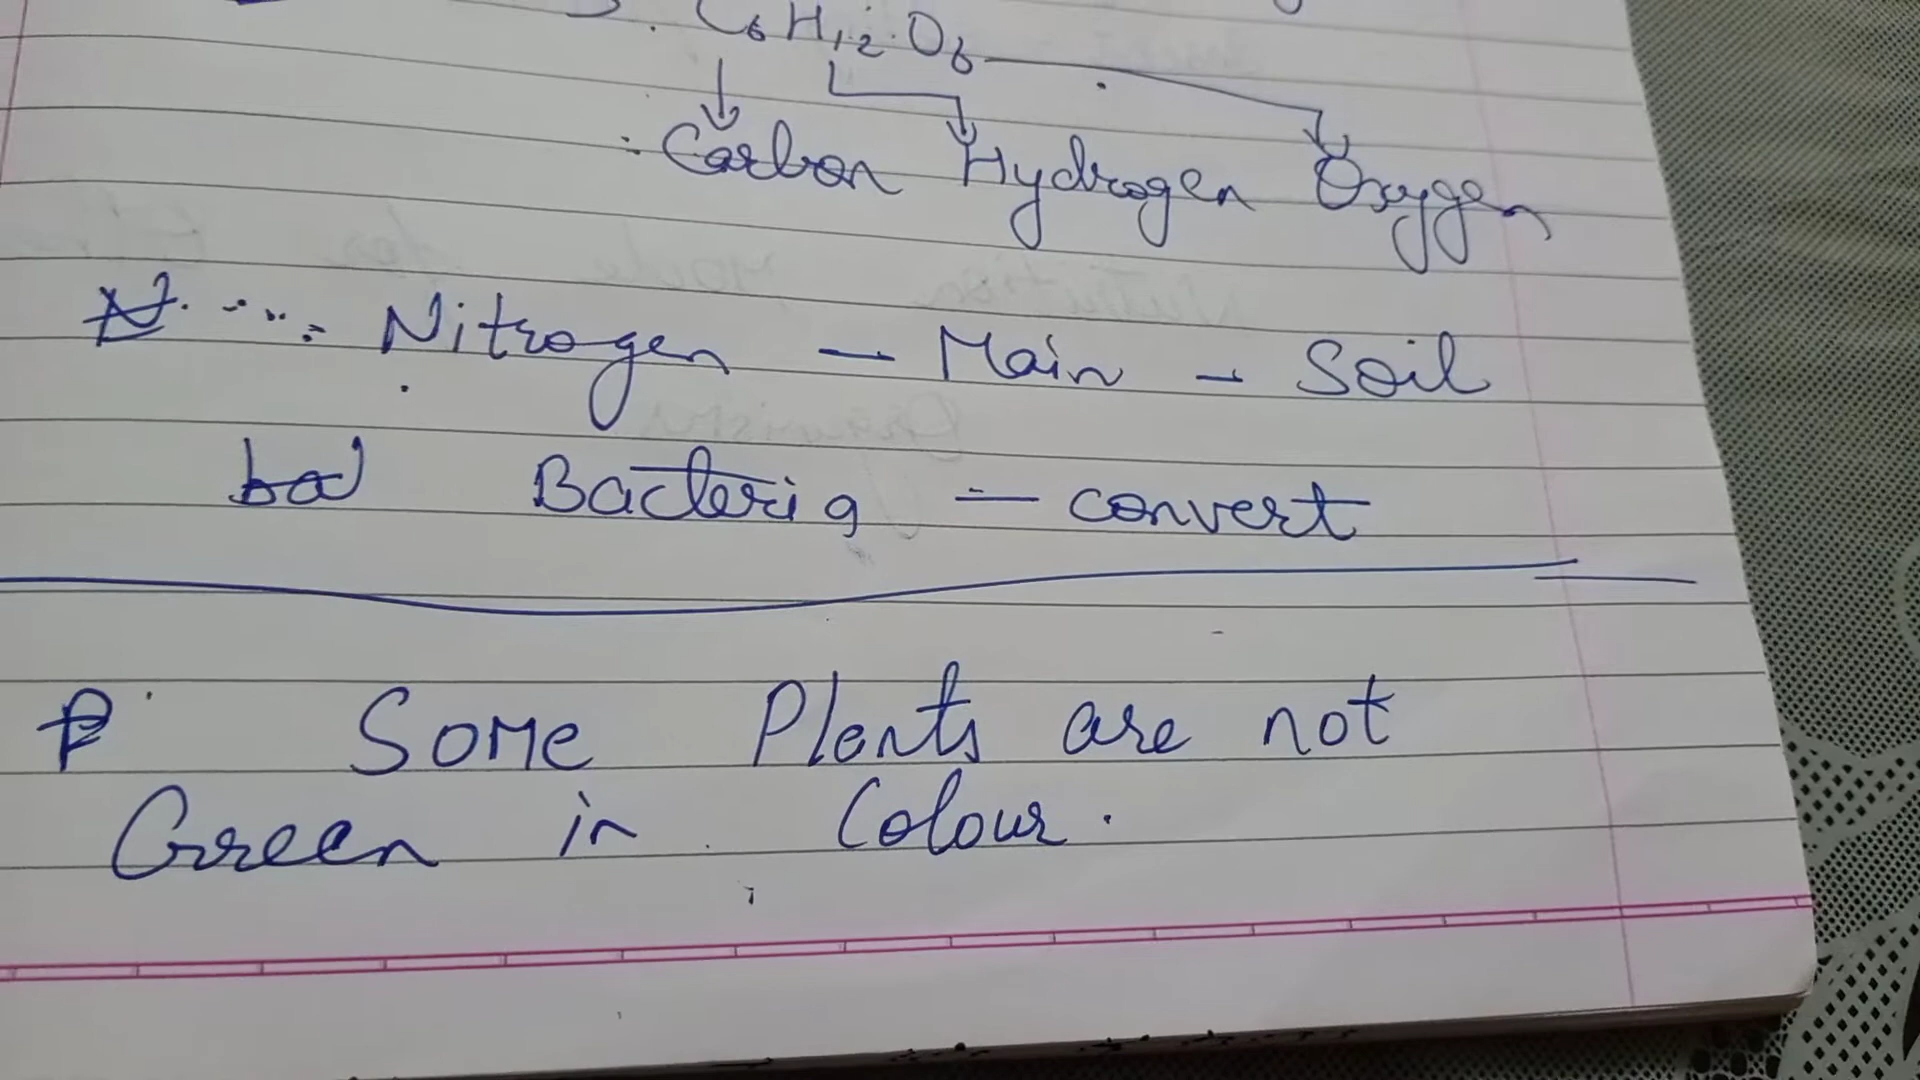 C6H12O6
Carbon Hydrogen Oxygen
Nitrogen - Main - Soil
Bacteria - convert
Some Plants are not
Green in Colour.